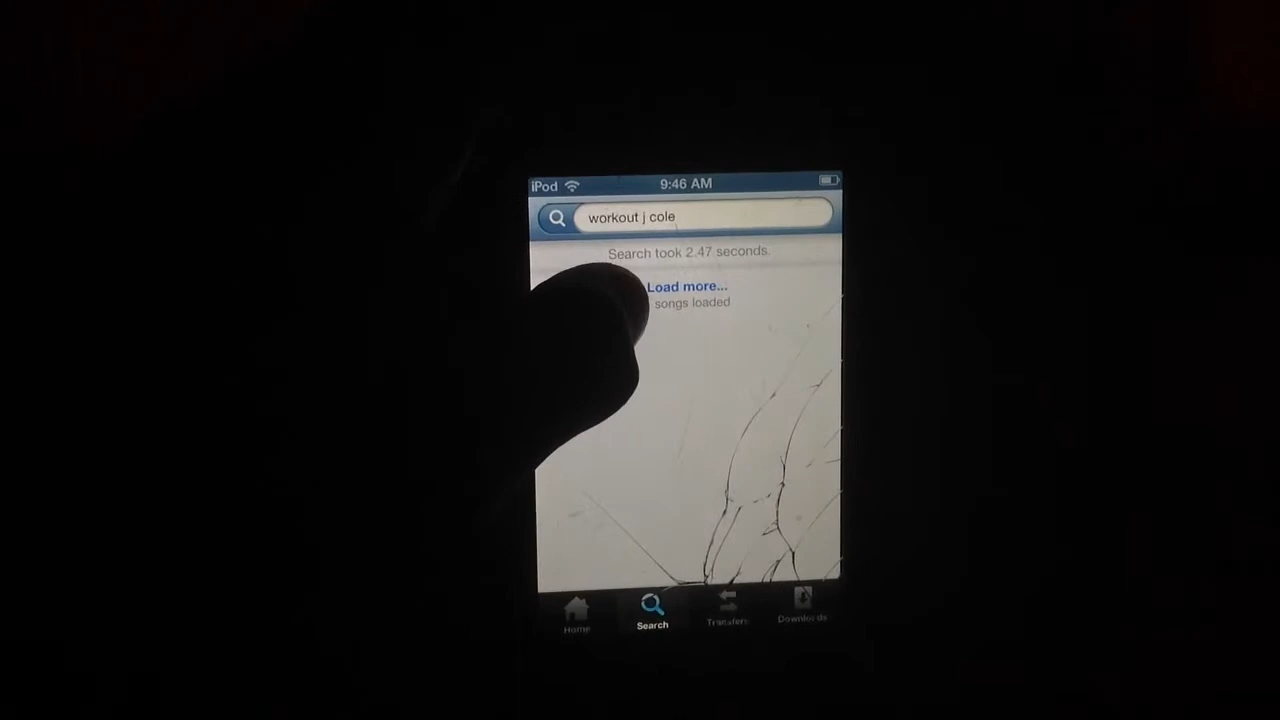 iPod 9:46 AM
workout j cole
Search took 2.47 seconds.
Load more...
songs loaded
Home Search Transfers Downloads